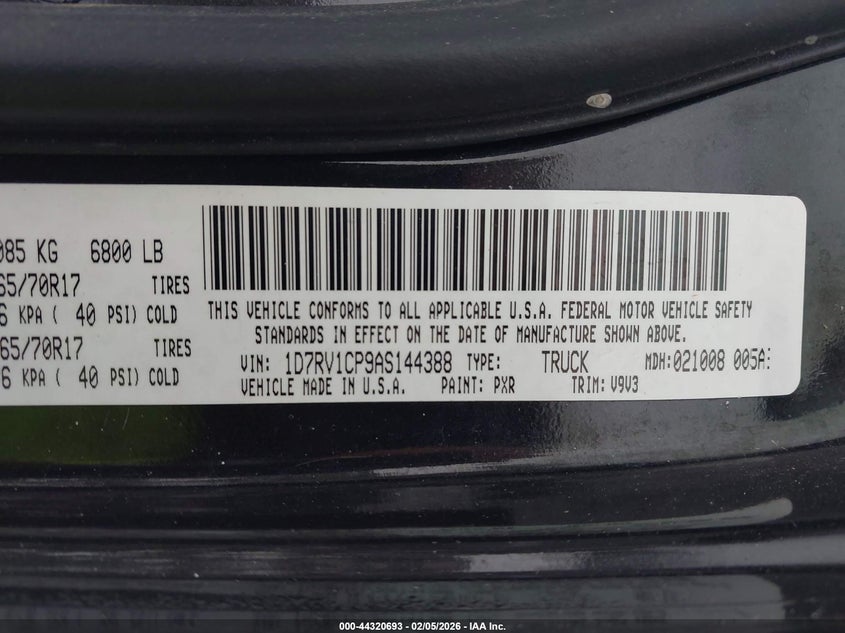 085 KG 6800 LB
65/70R17 TIRES
6 KPA ( 40 PSI) COLD
65/70R17 TIRES
6 KPA ( 40 PSI) COLD
THIS VEHICLE CONFORMS TO ALL APPLICABLE U.S.A. FEDERAL MOTOR VEHICLE SAFETY
STANDARDS IN EFFECT ON THE DATE OF MANUFACTURE SHOWN ABOVE.
VIN: 1D7RV1CP9AS144388 TYPE: TRUCK MDH:021008 005A
VEHICLE MADE IN U.S.A. PAINT: PXR TRIM: V9V3
000-44320693 - 02/05/2026 - IAA Inc.